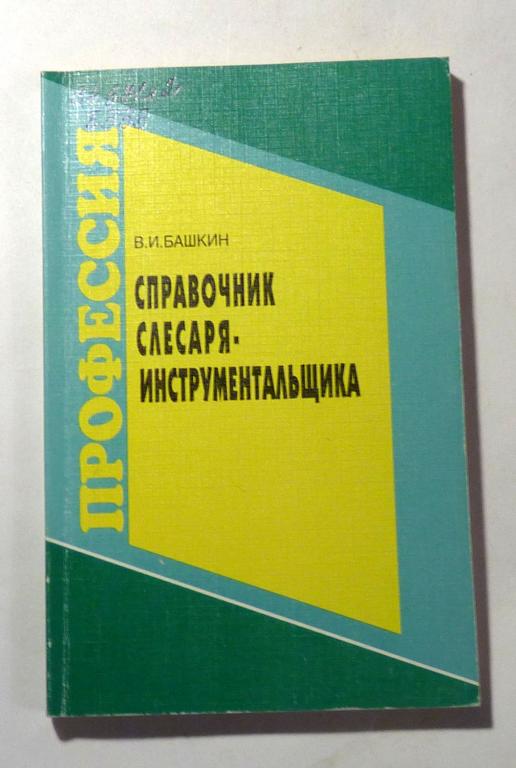 ПРОФЕССИЯ
В.И.БАШКИН
СПРАВОЧНИК
СЛЕСАРЯ-
ИНСТРУМЕНТАЛЬЩИКА